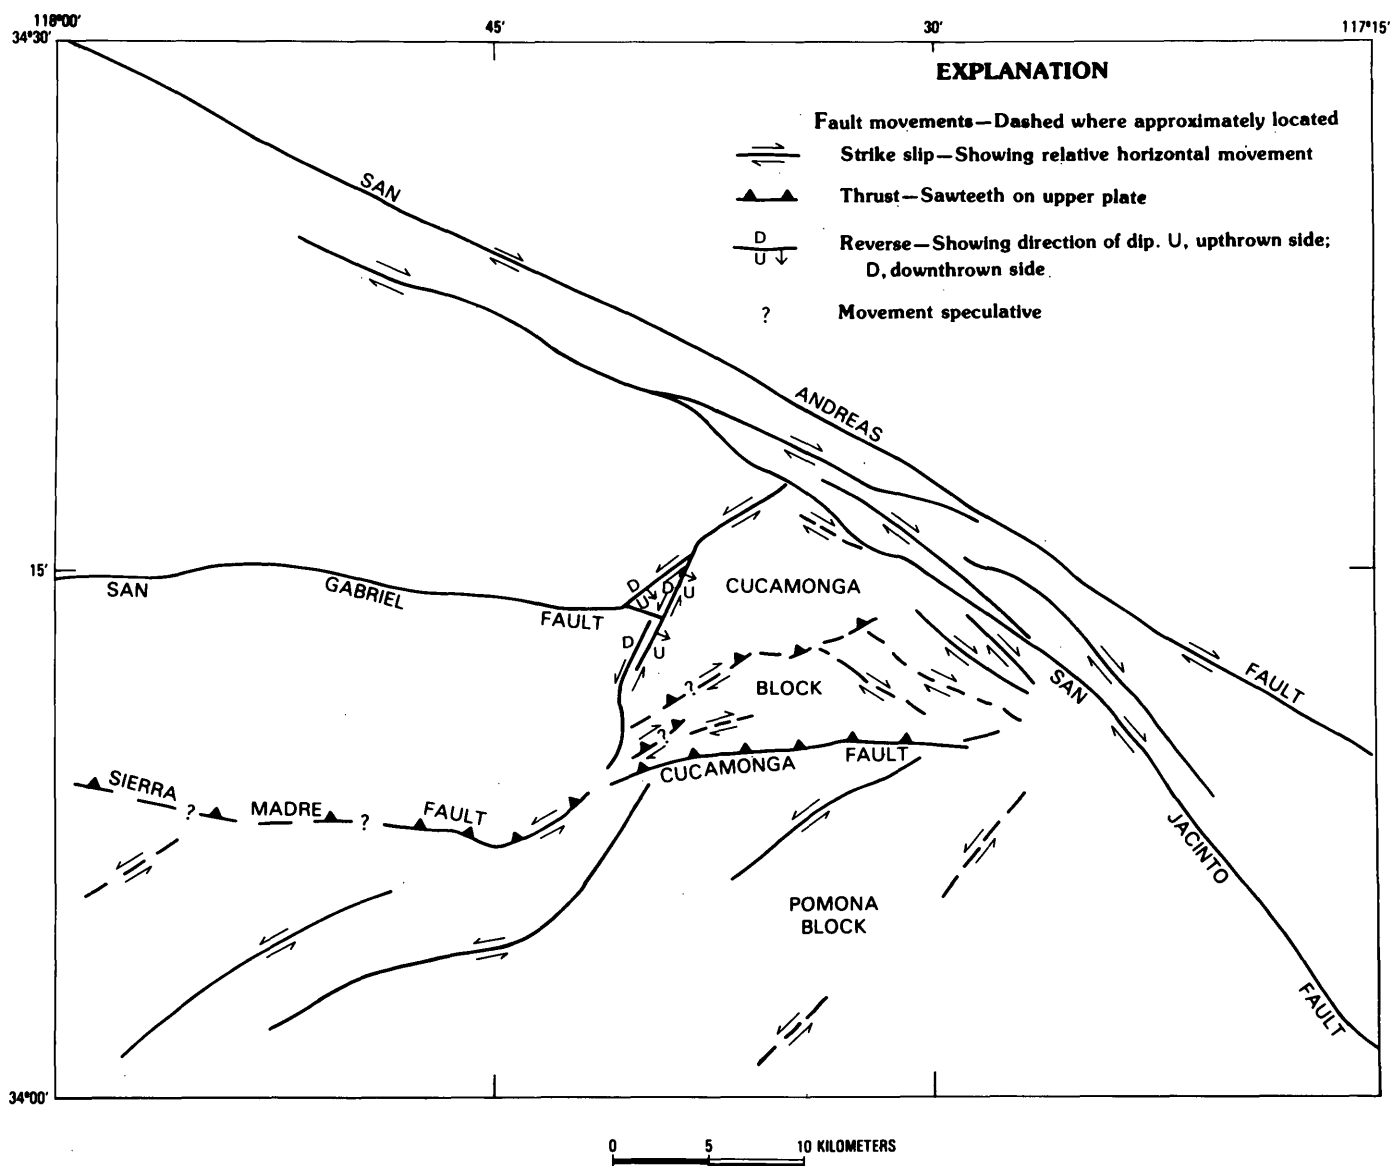 118°00'
45'
30'
117°15'
34°30'
EXPLANATION
Fault movements—Dashed where approximately located
Strike slip—Showing relative horizontal movement
Thrust—Sawteeth on upper plate
D
U
Reverse—Showing direction of dip. U, upthrown side;
D, downthrown side
?
Movement speculative
SAN
ANDREAS
FAULT
15'
SAN
GABRIEL
FAULT
D
U
D
U
D
U
CUCAMONGA
BLOCK
?
?
SAN
JACINTO
FAULT
CUCAMONGA
FAULT
SIERRA
?
MADRE
?
FAULT
POMONA
BLOCK
34°00'
0
5
10 KILOMETERS